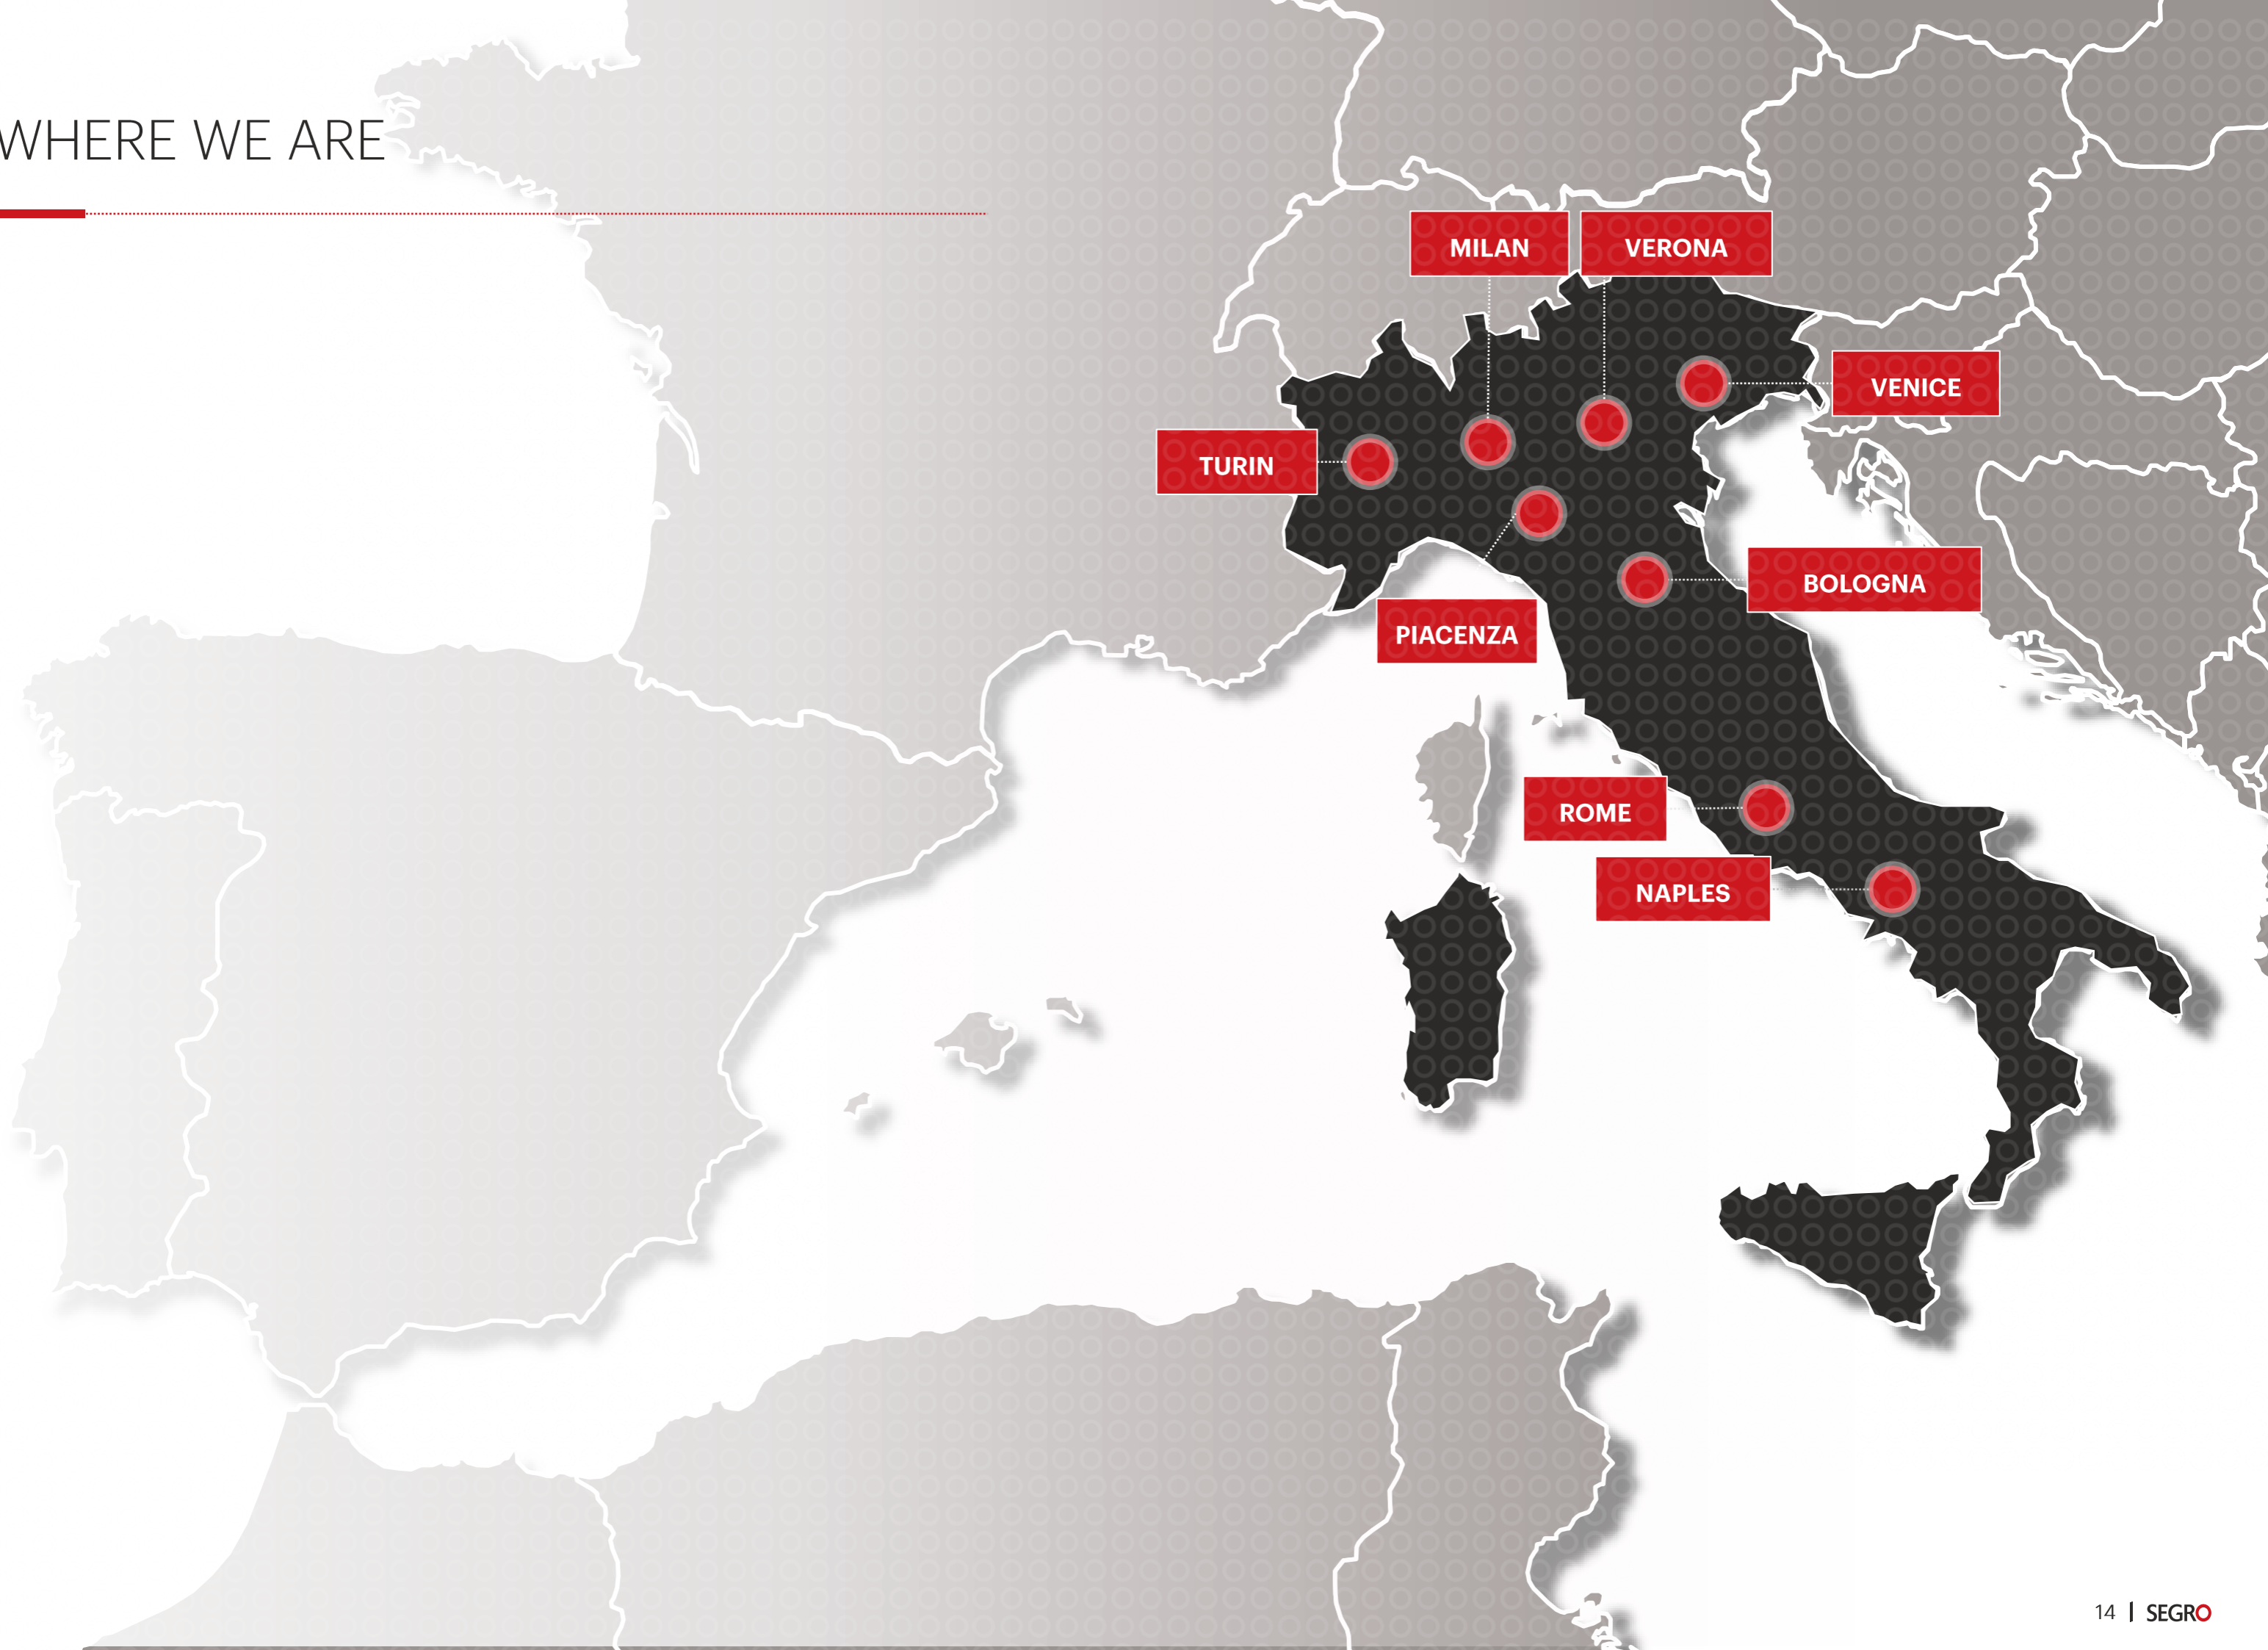 WHERE WE ARE
MILAN
VERONA
VENICE
TURIN
BOLOGNA
PIACENZA
ROME
NAPLES
14 | SEGRO